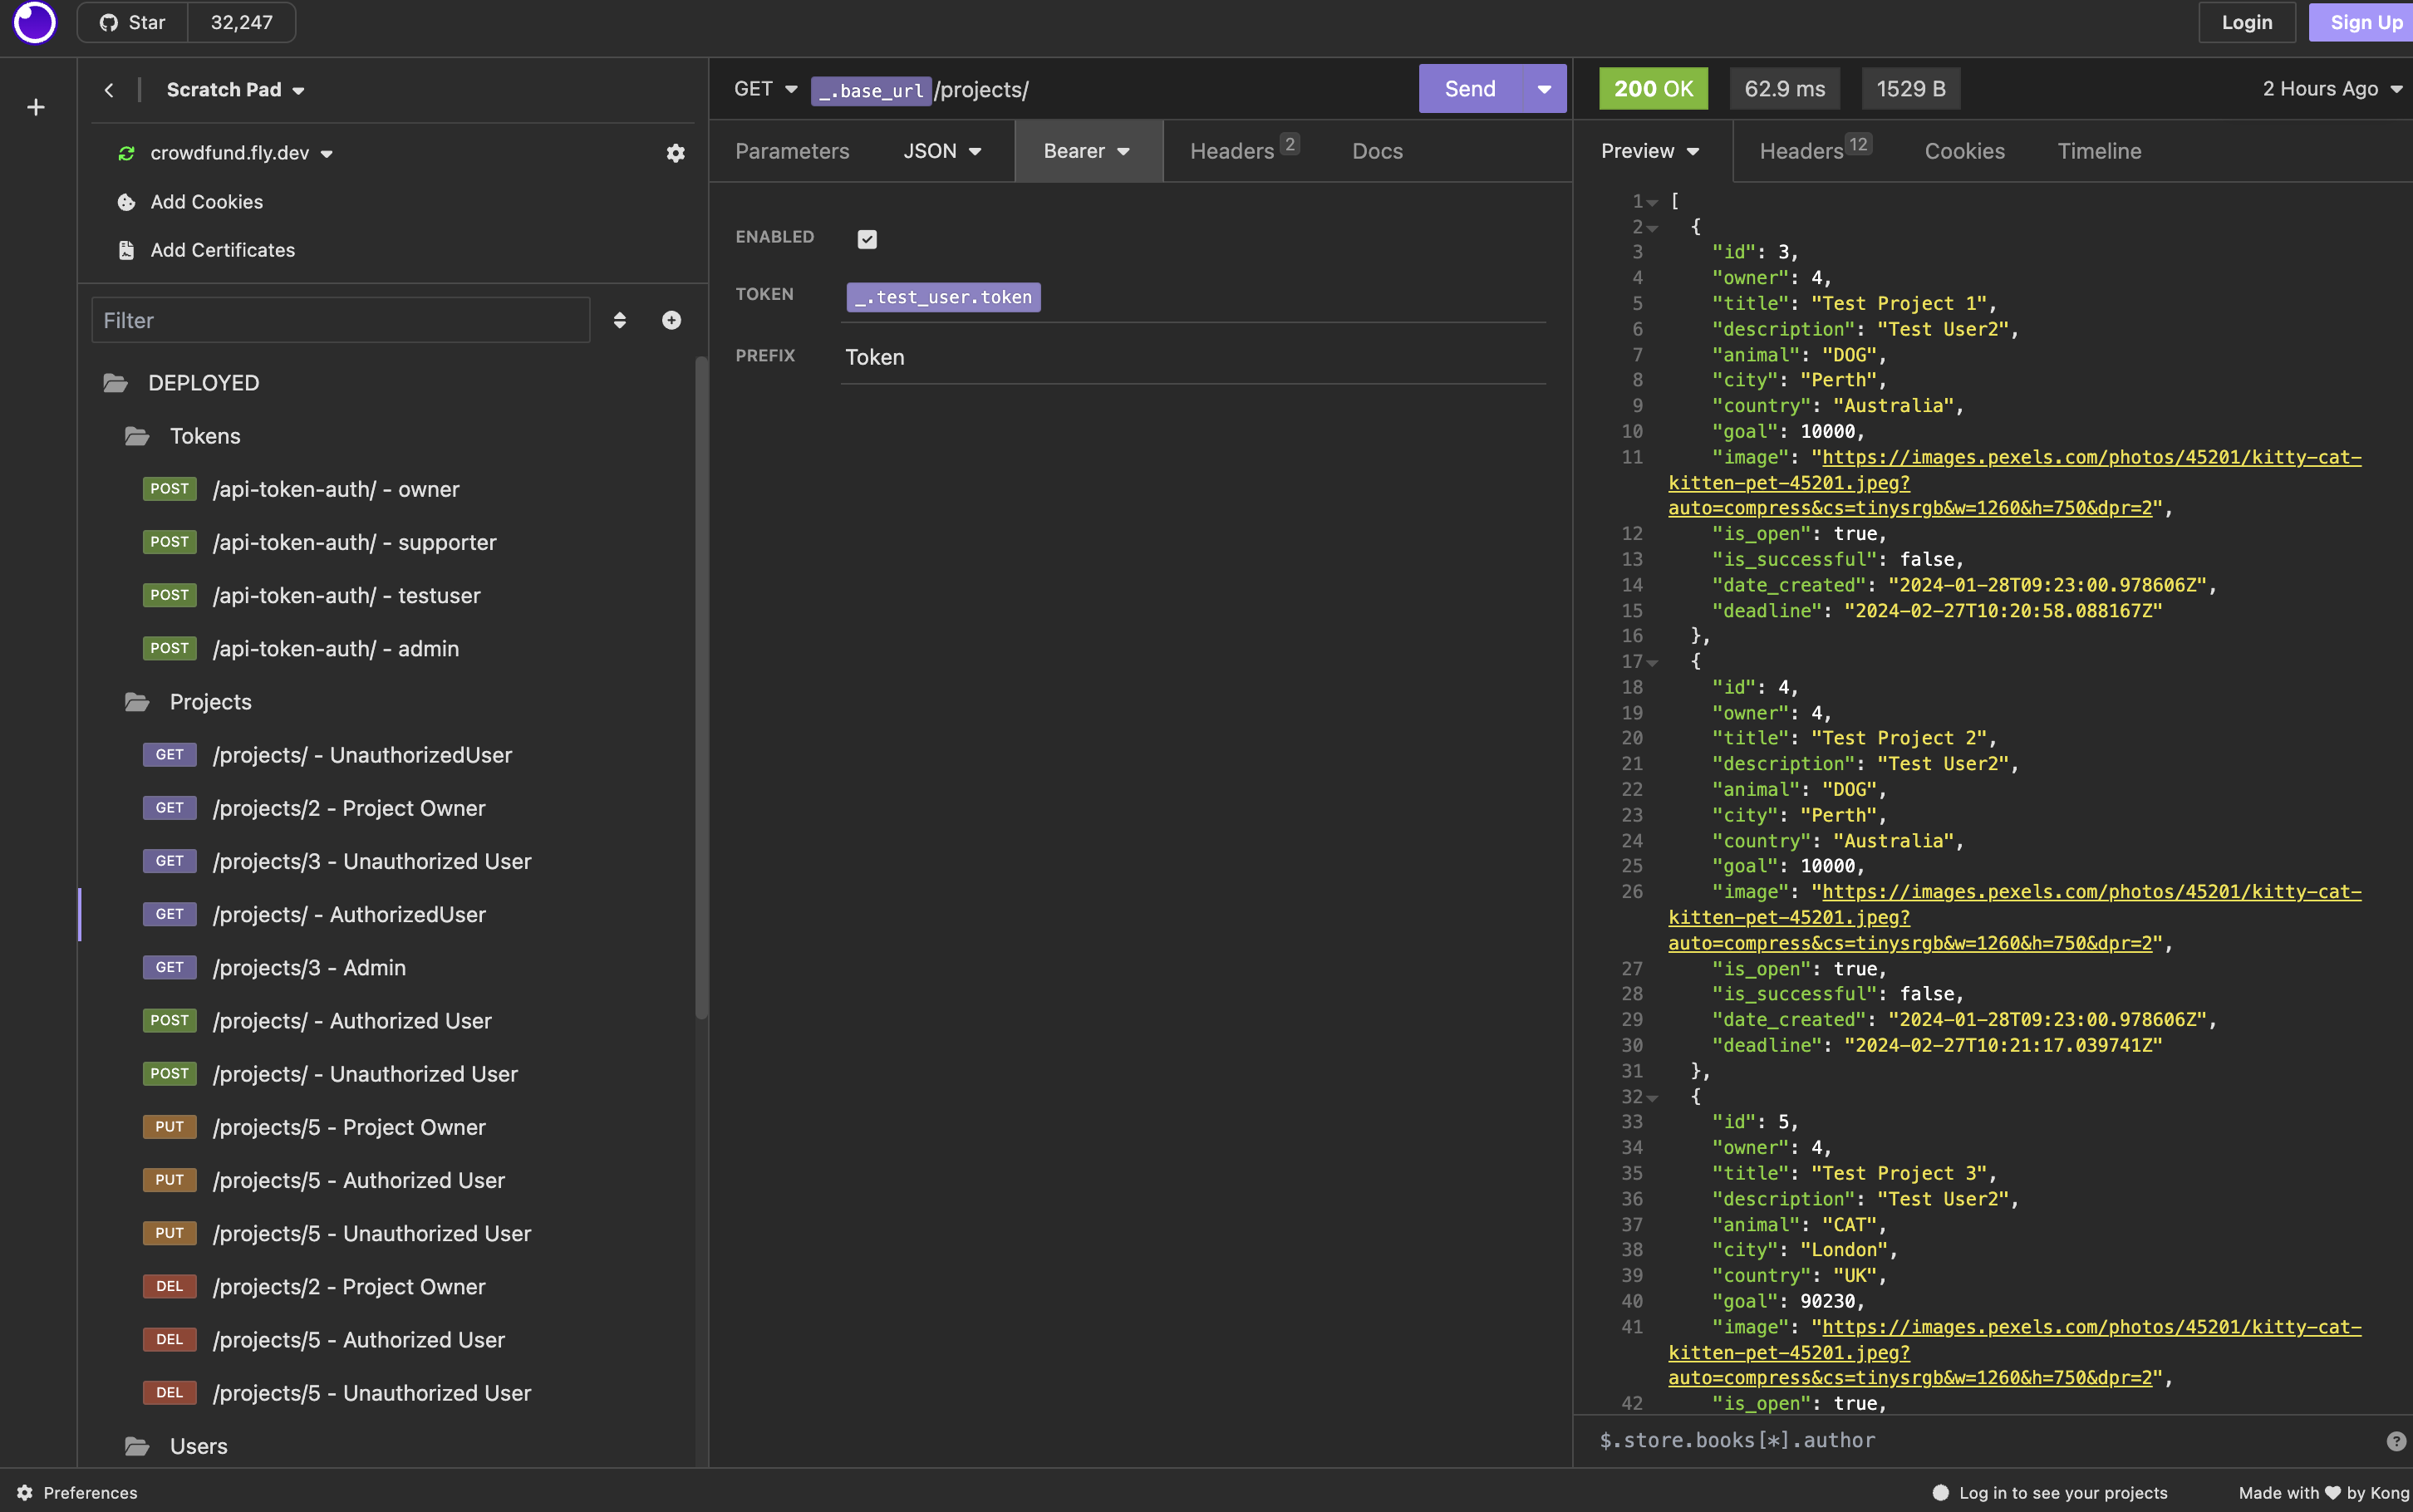 Star 32,247
Login Sign Up
Scratch Pad
crowdfund.fly.dev
Add Cookies
Add Certificates
Filter
DEPLOYED
Tokens
POST /api-token-auth/ - owner
POST /api-token-auth/ - supporter
POST /api-token-auth/ - testuser
POST /api-token-auth/ - admin
Projects
GET /projects/ - UnauthorizedUser
GET /projects/2 - Project Owner
GET /projects/3 - Unauthorized User
GET /projects/ - AuthorizedUser
GET /projects/3 - Admin
POST /projects/ - Authorized User
POST /projects/ - Unauthorized User
PUT /projects/5 - Project Owner
PUT /projects/5 - Authorized User
PUT /projects/5 - Unauthorized User
DEL /projects/2 - Project Owner
DEL /projects/5 - Authorized User
DEL /projects/5 - Unauthorized User
Users
GET _.base_url/projects/ Send
Parameters JSON Bearer Headers 2 Docs
ENABLED
TOKEN _.test_user.token
PREFIX Token
200 OK 62.9 ms 1529 B 2 Hours Ago
Preview Headers 12 Cookies Timeline
1 [
2 {
3 "id": 3,
4 "owner": 4,
5 "title": "Test Project 1",
6 "description": "Test User2",
7 "animal": "DOG",
8 "city": "Perth",
9 "country": "Australia",
10 "goal": 10000,
11 "image": "https://images.pexels.com/photos/45201/kitty-cat-
kitten-pet-45201.jpeg?
auto=compress&cs=tinysrgb&w=1260&h=750&dpr=2",
12 "is_open": true,
13 "is_successful": false,
14 "date_created": "2024-01-28T09:23:00.978606Z",
15 "deadline": "2024-02-27T10:20:58.088167Z"
16 },
17 {
18 "id": 4,
19 "owner": 4,
20 "title": "Test Project 2",
21 "description": "Test User2",
22 "animal": "DOG",
23 "city": "Perth",
24 "country": "Australia",
25 "goal": 10000,
26 "image": "https://images.pexels.com/photos/45201/kitty-cat-
kitten-pet-45201.jpeg?
auto=compress&cs=tinysrgb&w=1260&h=750&dpr=2",
27 "is_open": true,
28 "is_successful": false,
29 "date_created": "2024-01-28T09:23:00.978606Z",
30 "deadline": "2024-02-27T10:21:17.039741Z"
31 },
32 {
33 "id": 5,
34 "owner": 4,
35 "title": "Test Project 3",
36 "description": "Test User2",
37 "animal": "CAT",
38 "city": "London",
39 "country": "UK",
40 "goal": 90230,
41 "image": "https://images.pexels.com/photos/45201/kitty-cat-
kitten-pet-45201.jpeg?
auto=compress&cs=tinysrgb&w=1260&h=750&dpr=2",
42 "is_open": true,
$.store.books[*].author
Preferences
Log in to see your projects
Made with ♥ by Kong